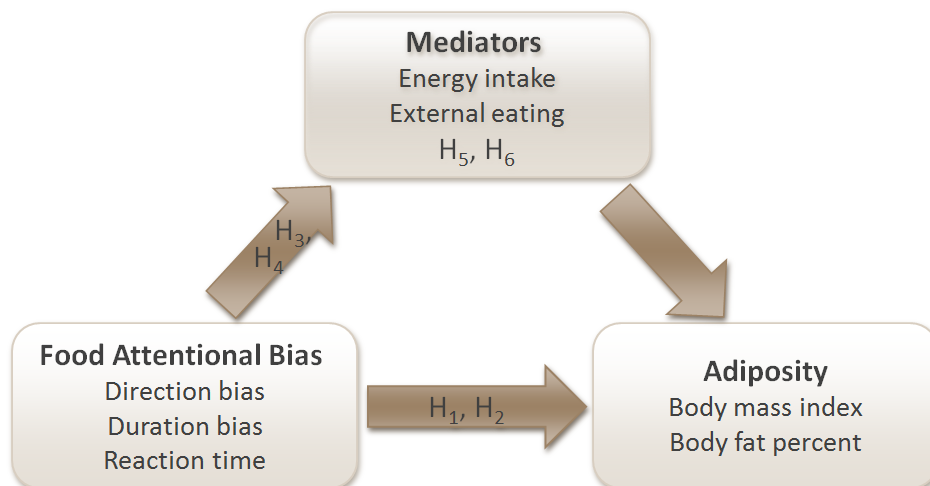 Mediators
Energy intake
External eating
H₅, H₆
H₃,
H₄
Food Attentional Bias
Direction bias
Duration bias
Reaction time
H₁, H₂
Adiposity
Body mass index
Body fat percent